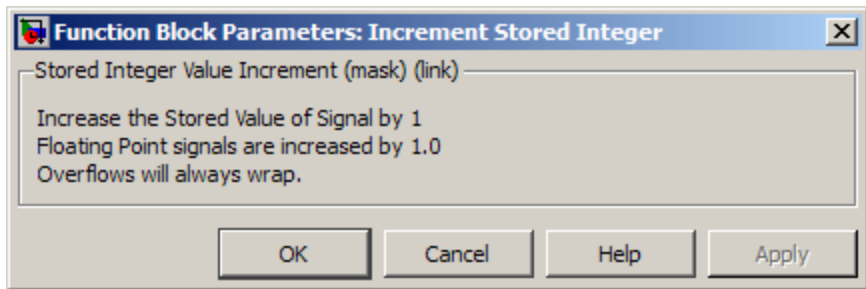 Function Block Parameters: Increment Stored Integer
Stored Integer Value Increment (mask) (link)
Increase the Stored Value of Signal by 1
Floating Point signals are increased by 1.0
Overflows will always wrap.
OK Cancel Help Apply